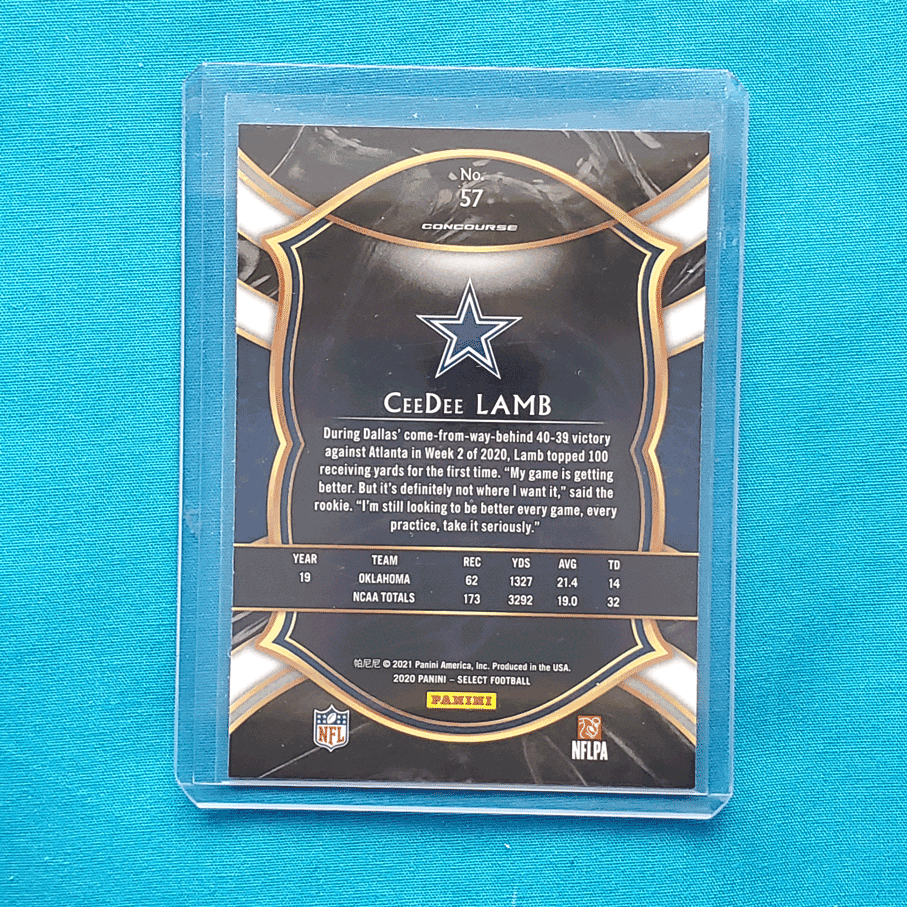 No.
57
CONCOURSE
CEEDEE LAMB
During Dallas' come-from-way-behind 40-39 victory
against Atlanta in Week 2 of 2020, Lamb topped 100
receiving yards for the first time. “My game is getting
better. But it's definitely not where I want it,” said the
rookie. “I'm still looking to be better every game, every
practice, take it seriously.”
YEAR TEAM REC YDS AVG TD
19 OKLAHOMA 62 1327 21.4 14
NCAA TOTALS 173 3292 19.0 32
帕尼尼 © 2021 Panini America, Inc. Produced in the USA.
2020 PANINI – SELECT FOOTBALL
PANINI
NFL
NFLPA